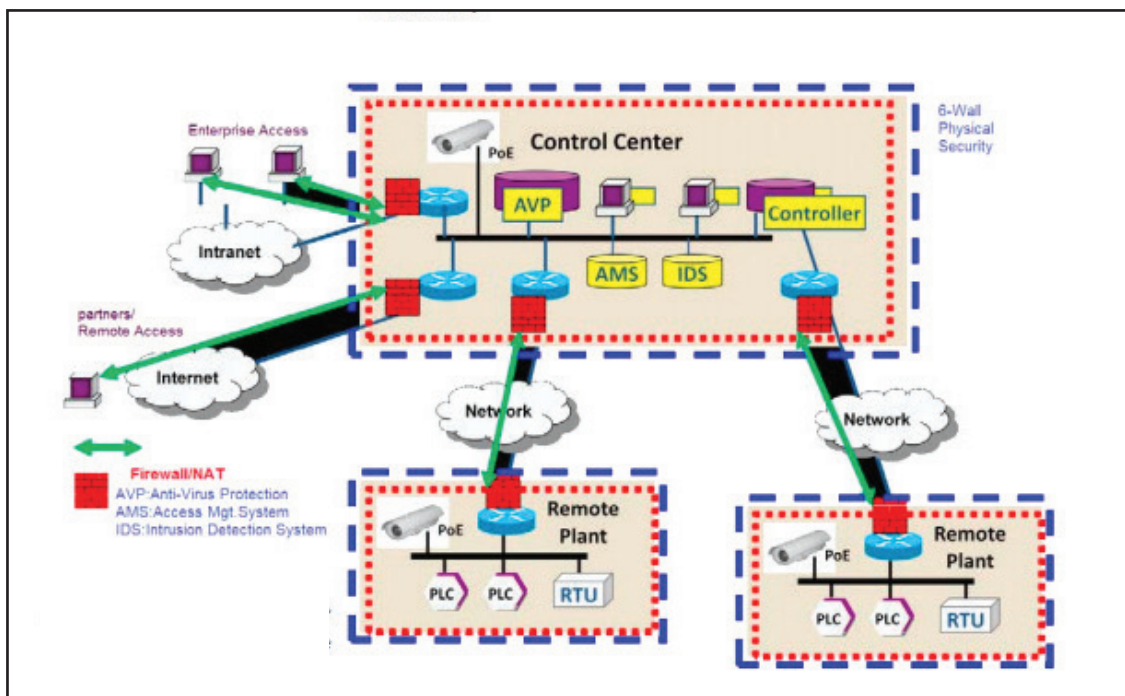 6-Wall
Physical
Security
Enterprise Access
Control Center
PoE
AVP
Controller
Intranet
AMS
IDS
partners/
Remote Access
Internet
Network
Network
Firewall/NAT
AVP:Anti-Virus Protection
AMS:Access Mgt.System
IDS:Intrusion Detection System
Remote
Plant
PoE
PLC
PLC
RTU
Remote
Plant
PoE
PLC
PLC
RTU